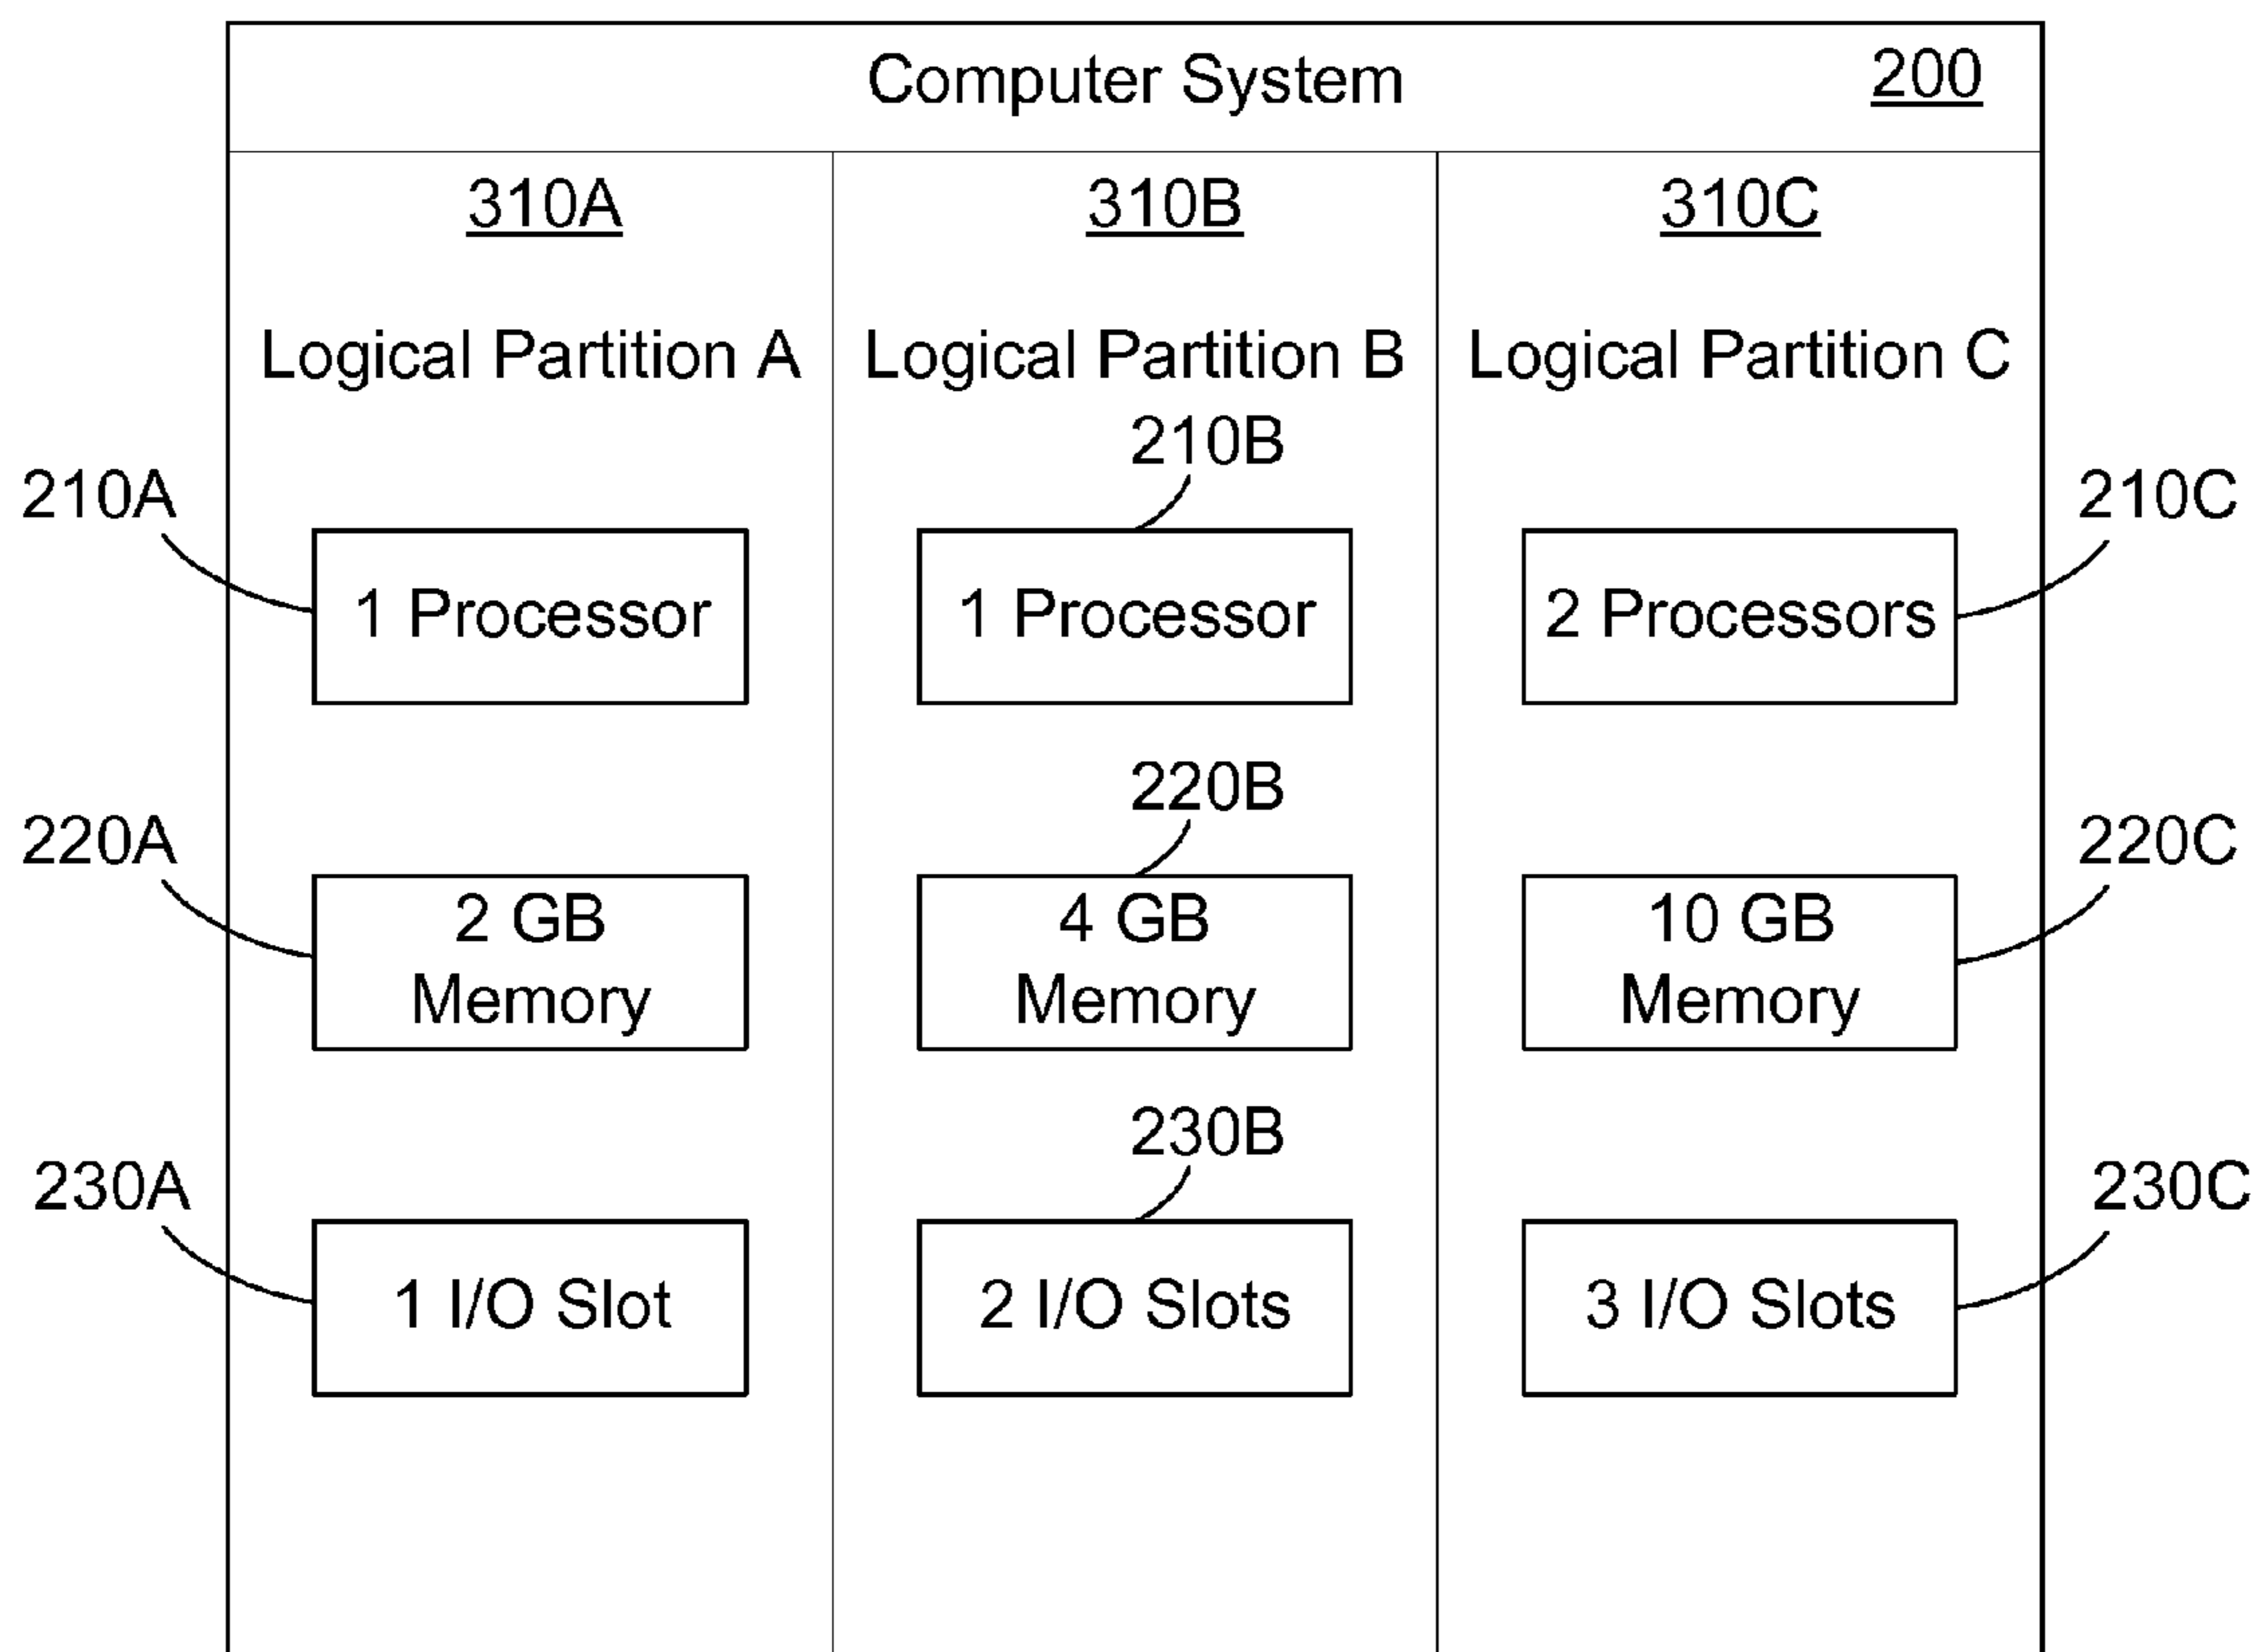 Computer System 200
310A 310B 310C
Logical Partition A Logical Partition B Logical Partition C
210B
210A 210C
1 Processor 1 Processor 2 Processors
220B
220A 220C
2 GB 4 GB 10 GB
Memory Memory Memory
230B
230A 230C
1 I/O Slot 2 I/O Slots 3 I/O Slots